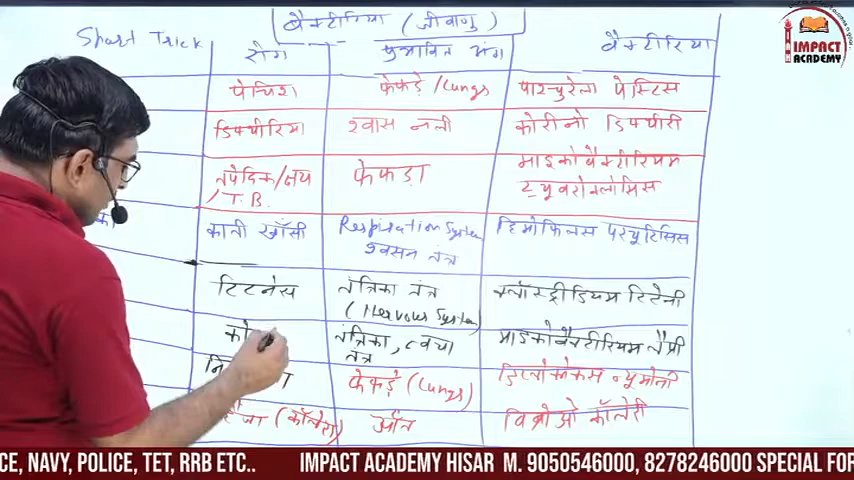 बैक्टीरिया (जीवाणु)
Short Trick
रोग
प्रभावित अंग
बैक्टीरिया
पेचिश
फेफड़े/Lungs
पाश्चुरेला पेस्टिस
डिफ्थीरिया
श्वास नली
कोरीनो डिफ्थीरी
तपेदिक/क्षय
/T.B.
फेफड़ा
माइकोबैक्टीरियम
ट्यूबरोक्लोसिस
काली खाँसी
Respiration System
श्वसन तंत्र
हिमोफिलस परट्यूसिस
टिटनेस
तंत्रिका तंत्र
(Nervous System)
क्लॉस्ट्रीडियम टिटेनी
को
तंत्रिका, त्वचा
तंत्र
माइकोबैक्टीरियम लैप्री
नि
फेफड़े (Lungs)
डिप्लोकोकस न्यूमोनी
(कॉलेरा)
आँत
विब्रीओ कॉलेरी
IMPACT
ACADEMY
CE, NAVY, POLICE, TET, RRB ETC.. IMPACT ACADEMY HISAR M. 9050546000, 8278246000 SPECIAL FOR